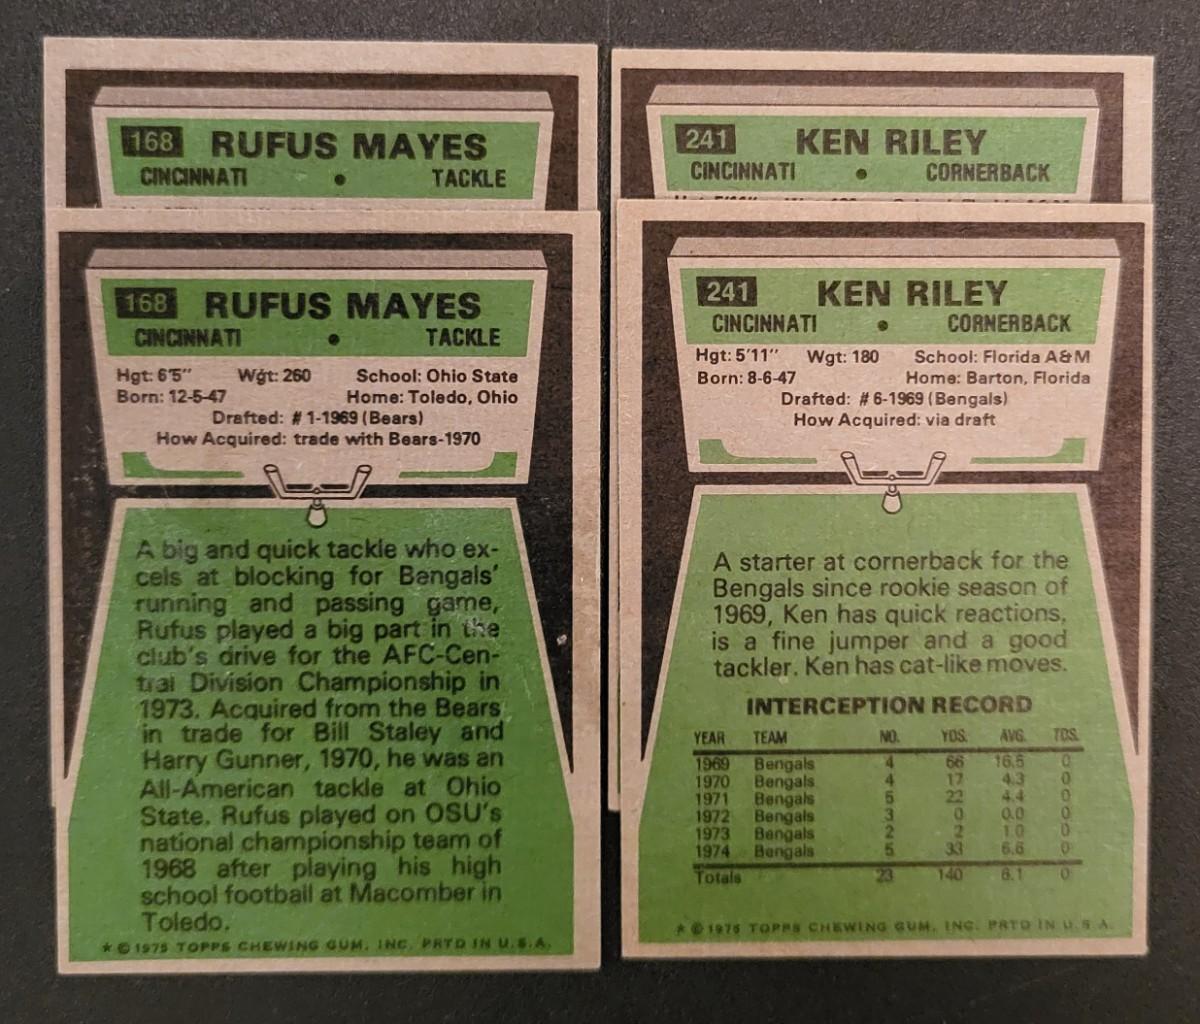 168 RUFUS MAYES
CINCINNATI • TACKLE
241 KEN RILEY
CINCINNATI • CORNERBACK
168 RUFUS MAYES
CINCINNATI • TACKLE
Hgt: 6'5" Wgt: 260 School: Ohio State
Born: 12-5-47 Home: Toledo, Ohio
Drafted: #1-1969 (Bears)
How Acquired: trade with Bears-1970
A big and quick tackle who ex-
cels at blocking for Bengals'
running and passing game,
Rufus played a big part in the
club's drive for the AFC-Cen-
tral Division Championship in
1973. Acquired from the Bears
in trade for Bill Staley and
Harry Gunner, 1970, he was an
All-American tackle at Ohio
State. Rufus played on OSU's
national championship team of
1968 after playing his high
school football at Macomber in
Toledo.
* © 1975 TOPPS CHEWING GUM, INC. PRTD IN U.S.A.
241 KEN RILEY
CINCINNATI • CORNERBACK
Hgt: 5'11" Wgt: 180 School: Florida A&M
Born: 8-6-47 Home: Barton, Florida
Drafted: #6-1969 (Bengals)
How Acquired: via draft
A starter at cornerback for the
Bengals since rookie season of
1969, Ken has quick reactions,
is a fine jumper and a good
tackler. Ken has cat-like moves.
INTERCEPTION RECORD
YEAR TEAM NO. YDS. AVG. TDS.
1969 Bengals 4 66 16.5 0
1970 Bengals 4 17 4.3 0
1971 Bengals 5 22 4.4 0
1972 Bengals 3 0 0.0 0
1973 Bengals 2 2 1.0 0
1974 Bengals 5 33 6.6 0
Totals 23 140 6.1 0
* © 1975 TOPPS CHEWING GUM, INC. PRTD IN U.S.A.